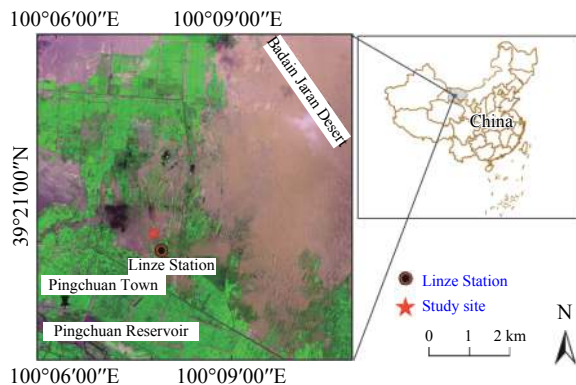 100°06′00″E
100°09′00″E
Badain Jaran Desert
39°21′00″N
China
Linze Station
Pingchuan Town
Pingchuan Reservoir
Linze Station
Study site
0 1 2 km
N
100°06′00″E
100°09′00″E